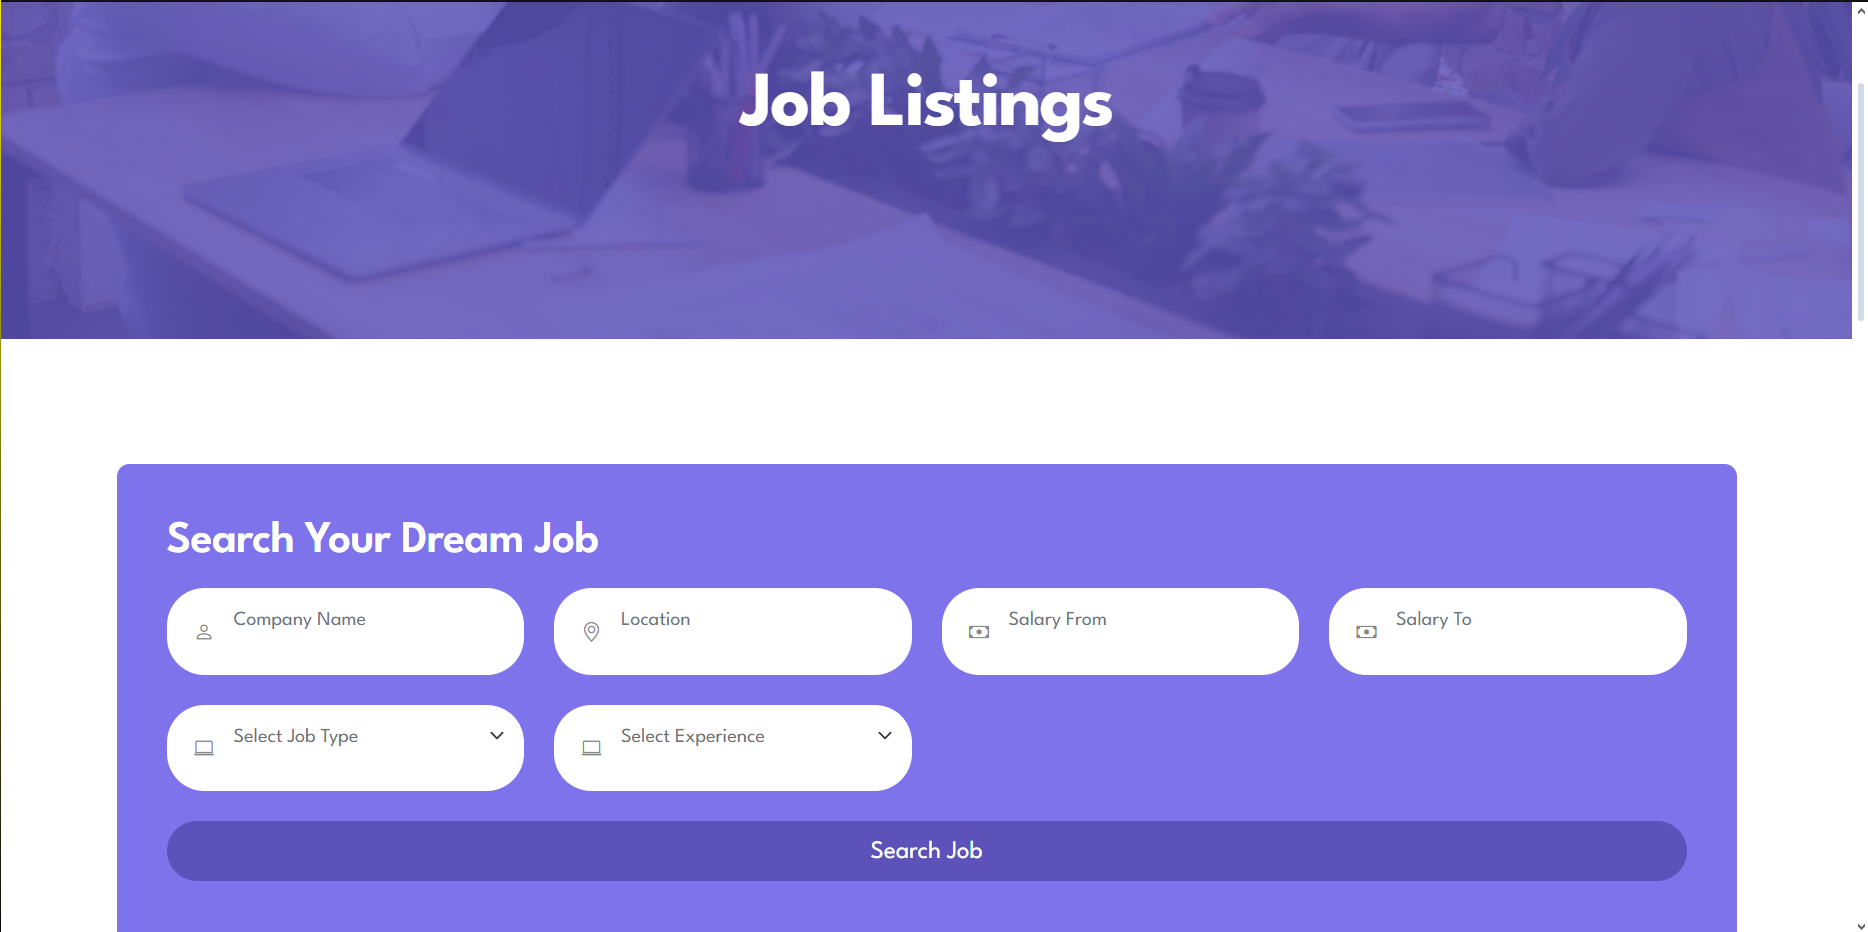 Job Listings
Search Your Dream Job
Company Name
Location
Salary From
Salary To
Select Job Type
Select Experience
Search Job